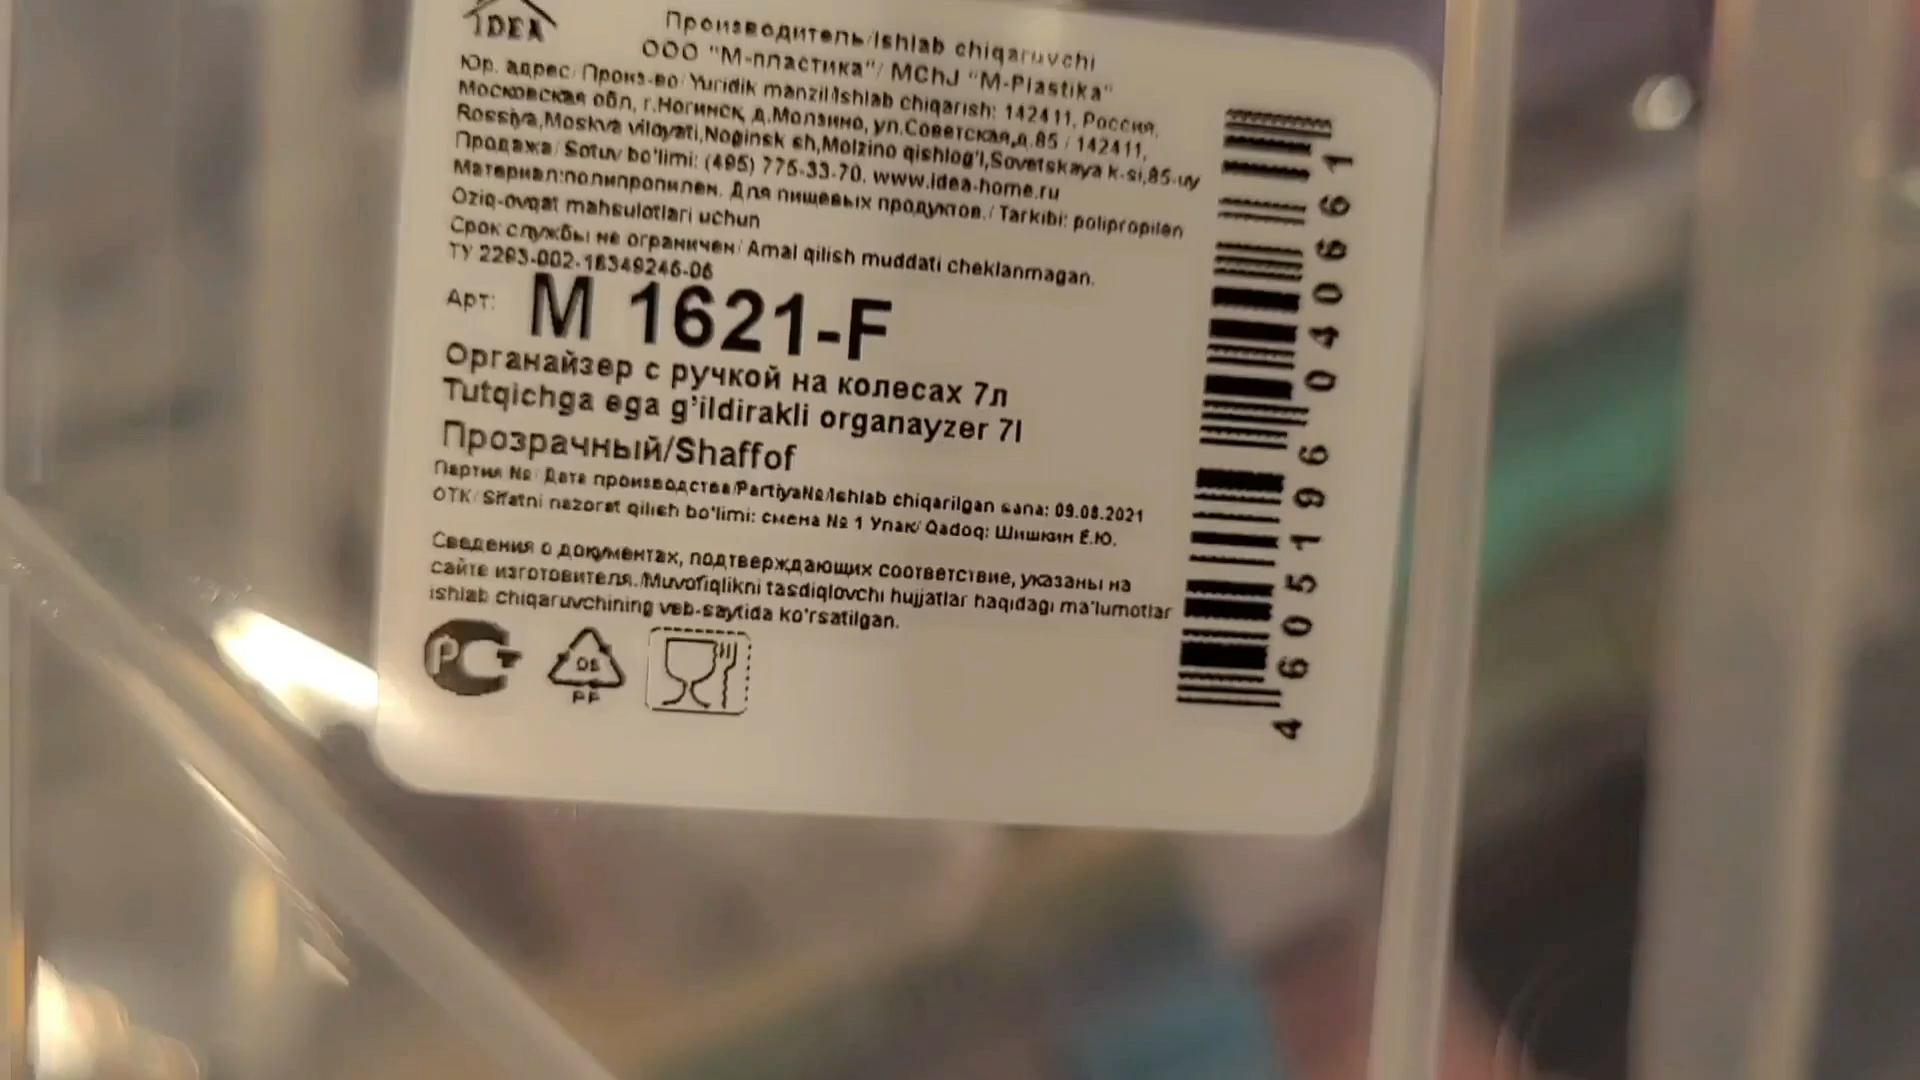 IDEA
Производитель/Ishlab chiqaruvchi
ООО "М-пластика"/ MChJ "M-Plastika"
Юр. адрес/ Произ-во/ Yuridik manzil/Ishlab chiqarish: 142411, Россия,
Московская обл, г.Ногинск, д.Молзино, ул.Советская,д.85 / 142411,
Rossiya,Moskva viloyati,Noginsk sh,Molzino qishlog'i,Sovetskaya k-si,85-uy
Продажа/ Sotuv bo'limi: (495) 775-33-70, www.idea-home.ru
Материал:полипропилен. Для пищевых продуктов./ Tarkibi: polipropilen
Oziq-ovqat mahsulotlari uchun
Срок службы не ограничен/ Amal qilish muddati cheklanmagan.
ТУ 2293-002-18349246-06
Арт: М 1621-F
Органайзер с ручкой на колесах 7л
Tutqichga ega g'ildirakli organayzer 7l
Прозрачный/Shaffof
Партия №/ Дата производства/Partiya№/Ishlab chiqarilgan sana: 09.08.2021
ОТК/ Sifatni nazorat qilish bo'limi: смена № 1 Упак/ Qadoq: Шишкин Е.Ю.
Сведения о документах, подтверждающих соответствие, указаны на
сайте изготовителя./Muvofiqlikni tasdiqlovchi hujjatlar haqidagi ma'lumotlar
ishlab chiqaruvchining veb-saytida ko'rsatilgan.
РСТ
05
PP
4 605196 040661